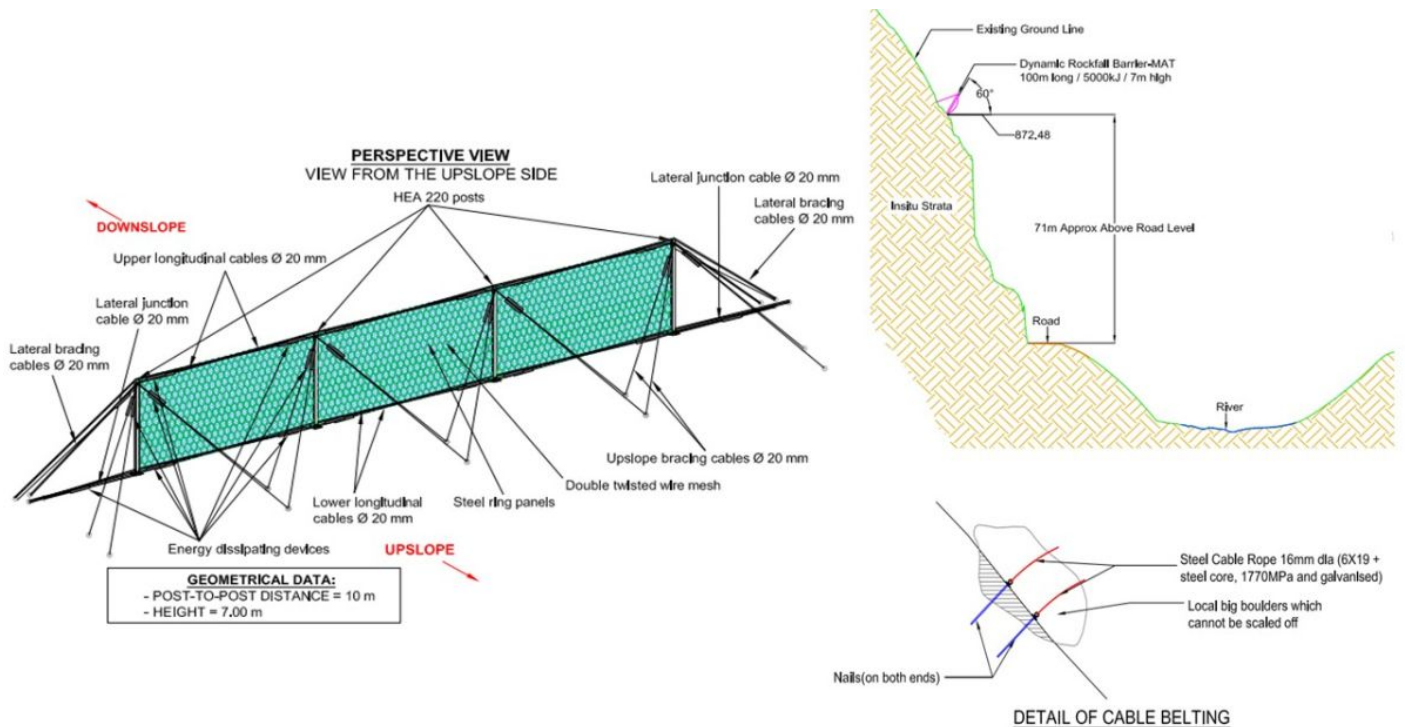 PERSPECTIVE VIEW
VIEW FROM THE UPSLOPE SIDE
HEA 220 posts
DOWNSLOPE
Upper longitudinal cables Ø 20 mm
Lateral junction
cable Ø 20 mm
Lateral bracing
cables Ø 20 mm
Lateral junction cable Ø 20 mm
Lateral bracing
cables Ø 20 mm
Upslope bracing cables Ø 20 mm
Double twisted wire mesh
Steel ring panels
Lower longitudinal
cables Ø 20 mm
Energy dissipating devices
UPSLOPE
GEOMETRICAL DATA:
- POST-TO-POST DISTANCE = 10 m
- HEIGHT = 7.00 m
Existing Ground Line
Dynamic Rockfall Barrier-MAT
100m long / 5000kJ / 7m high
60°
872.48
Insitu Strata
71m Approx Above Road Level
Road
River
Steel Cable Rope 16mm dia (6X19 +
steel core, 1770MPa and galvanised)
Local big boulders which
cannot be scaled off
Nails(on both ends)
DETAIL OF CABLE BELTING